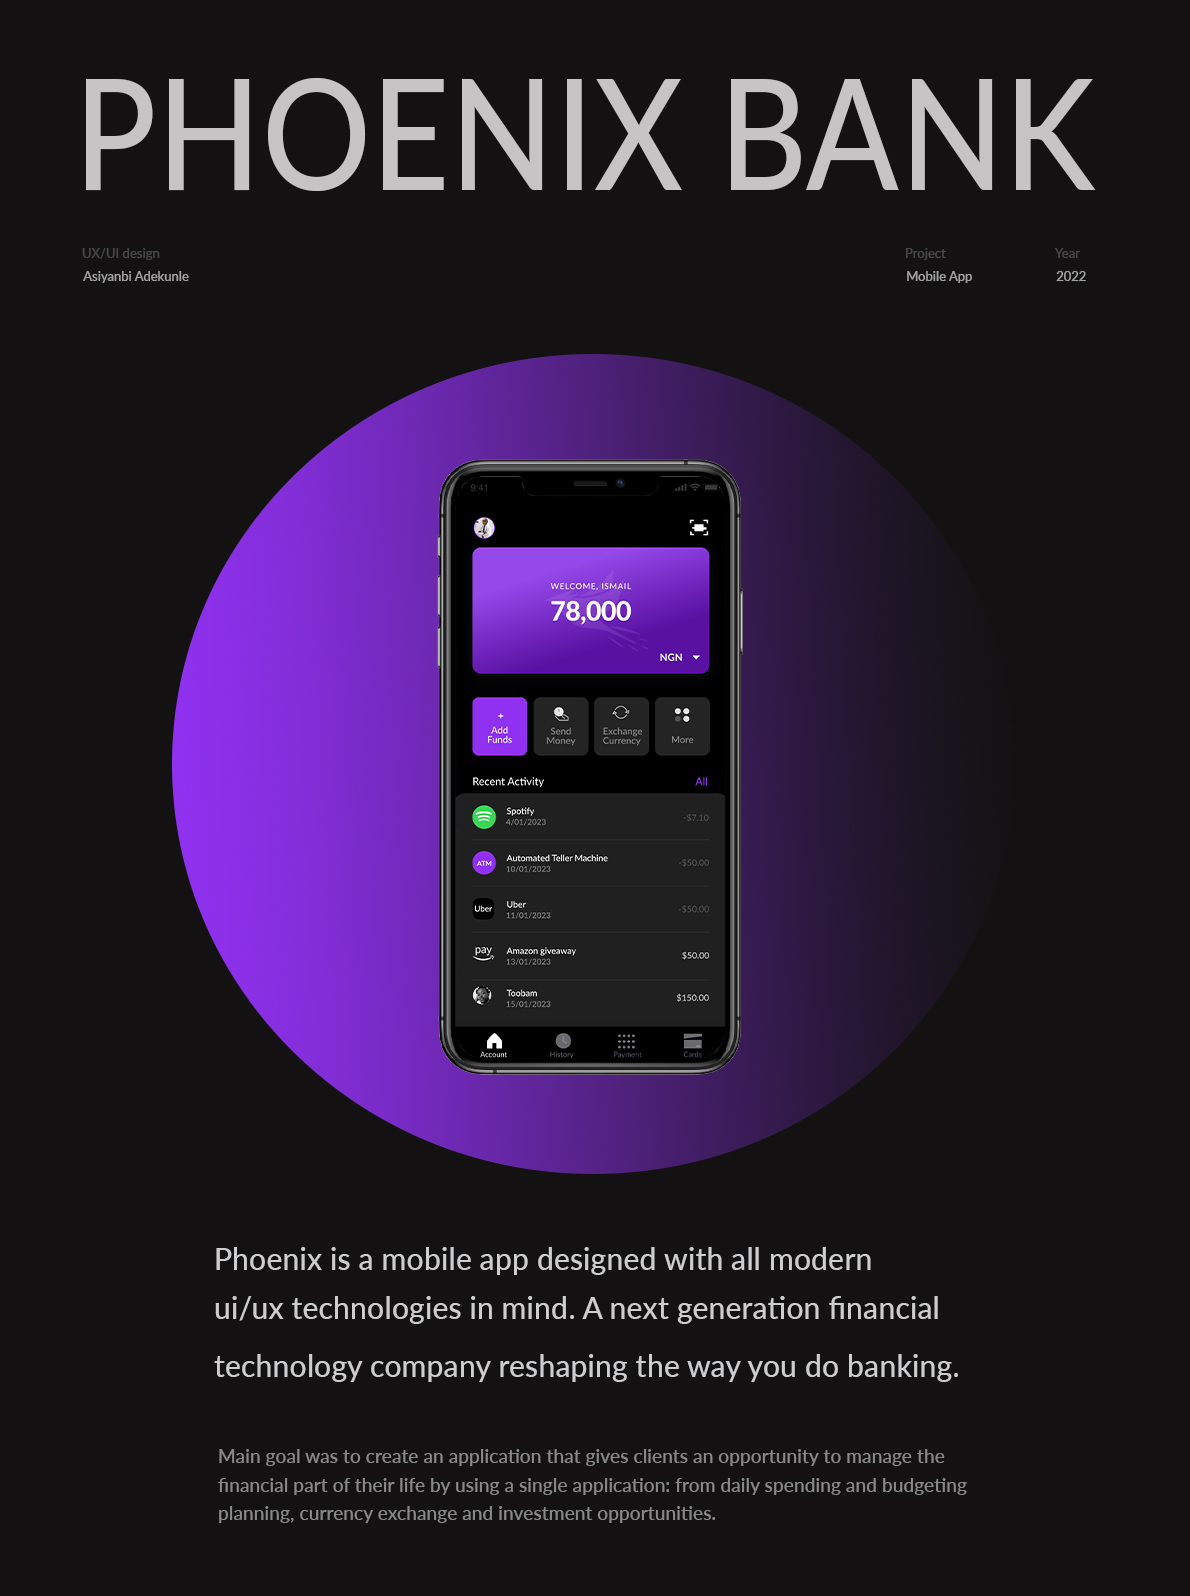 PHOENIX BANK
UX/UI design
Asiyanbi Adekunle
Project
Mobile App
Year
2022
9:41
WELCOME, ISMAIL
78,000
NGN
+
Add
Funds
Send
Money
Exchange
Currency
More
Recent Activity
All
Spotify
4/01/2023
-$7.10
ATM
Automated Teller Machine
10/01/2023
-$50.00
Uber
Uber
11/01/2023
-$50.00
pay
Amazon giveaway
13/01/2023
$50.00
Toobam
15/01/2023
$150.00
Account
History
Payment
Cards
Phoenix is a mobile app designed with all modern
ui/ux technologies in mind. A next generation financial
technology company reshaping the way you do banking.
Main goal was to create an application that gives clients an opportunity to manage the
financial part of their life by using a single application: from daily spending and budgeting
planning, currency exchange and investment opportunities.